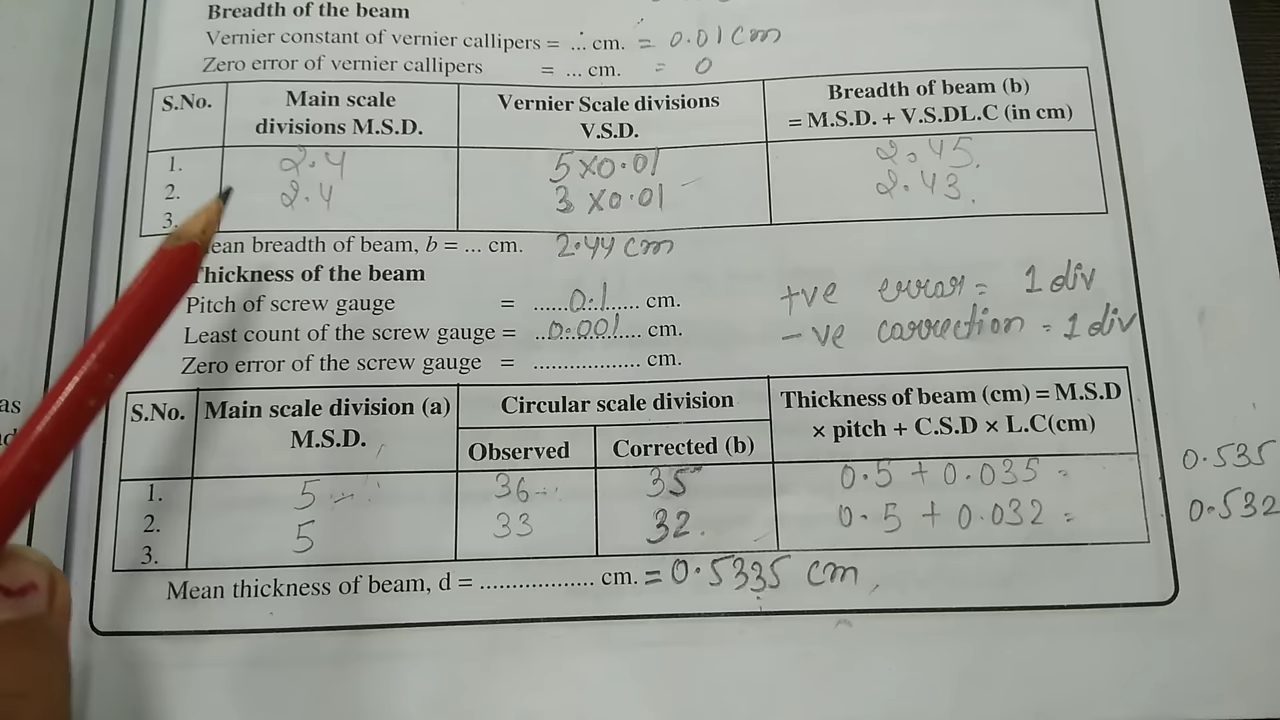 Breadth of the beam
Vernier constant of vernier callipers = ... cm. = 0.01 cm
Zero error of vernier callipers = ... cm. = 0
S.No. Main scale divisions M.S.D. Vernier Scale divisions V.S.D. Breadth of beam (b) = M.S.D. + V.S.DL.C (in cm)
1. 2.4 5 X0.01 2.45.
2. 2.4 3 X0.01 2.43.
3.
ean breadth of beam, b = ... cm. 2.44 cm
Thickness of the beam
Pitch of screw gauge = ......0.1...... cm. +ve error = 1 div
Least count of the screw gauge = ..0.001.... cm. -ve correction = 1 div
Zero error of the screw gauge = .................. cm.
S.No. Main scale division (a) M.S.D. Circular scale division Thickness of beam (cm) = M.S.D × pitch + C.S.D × L.C(cm)
Observed Corrected (b)
1. 5 36 35 0.5 + 0.035 = 0.535
2. 5 33 32. 0.5 + 0.032 = 0.532
3.
Mean thickness of beam, d = ................... cm. = 0.5335 cm